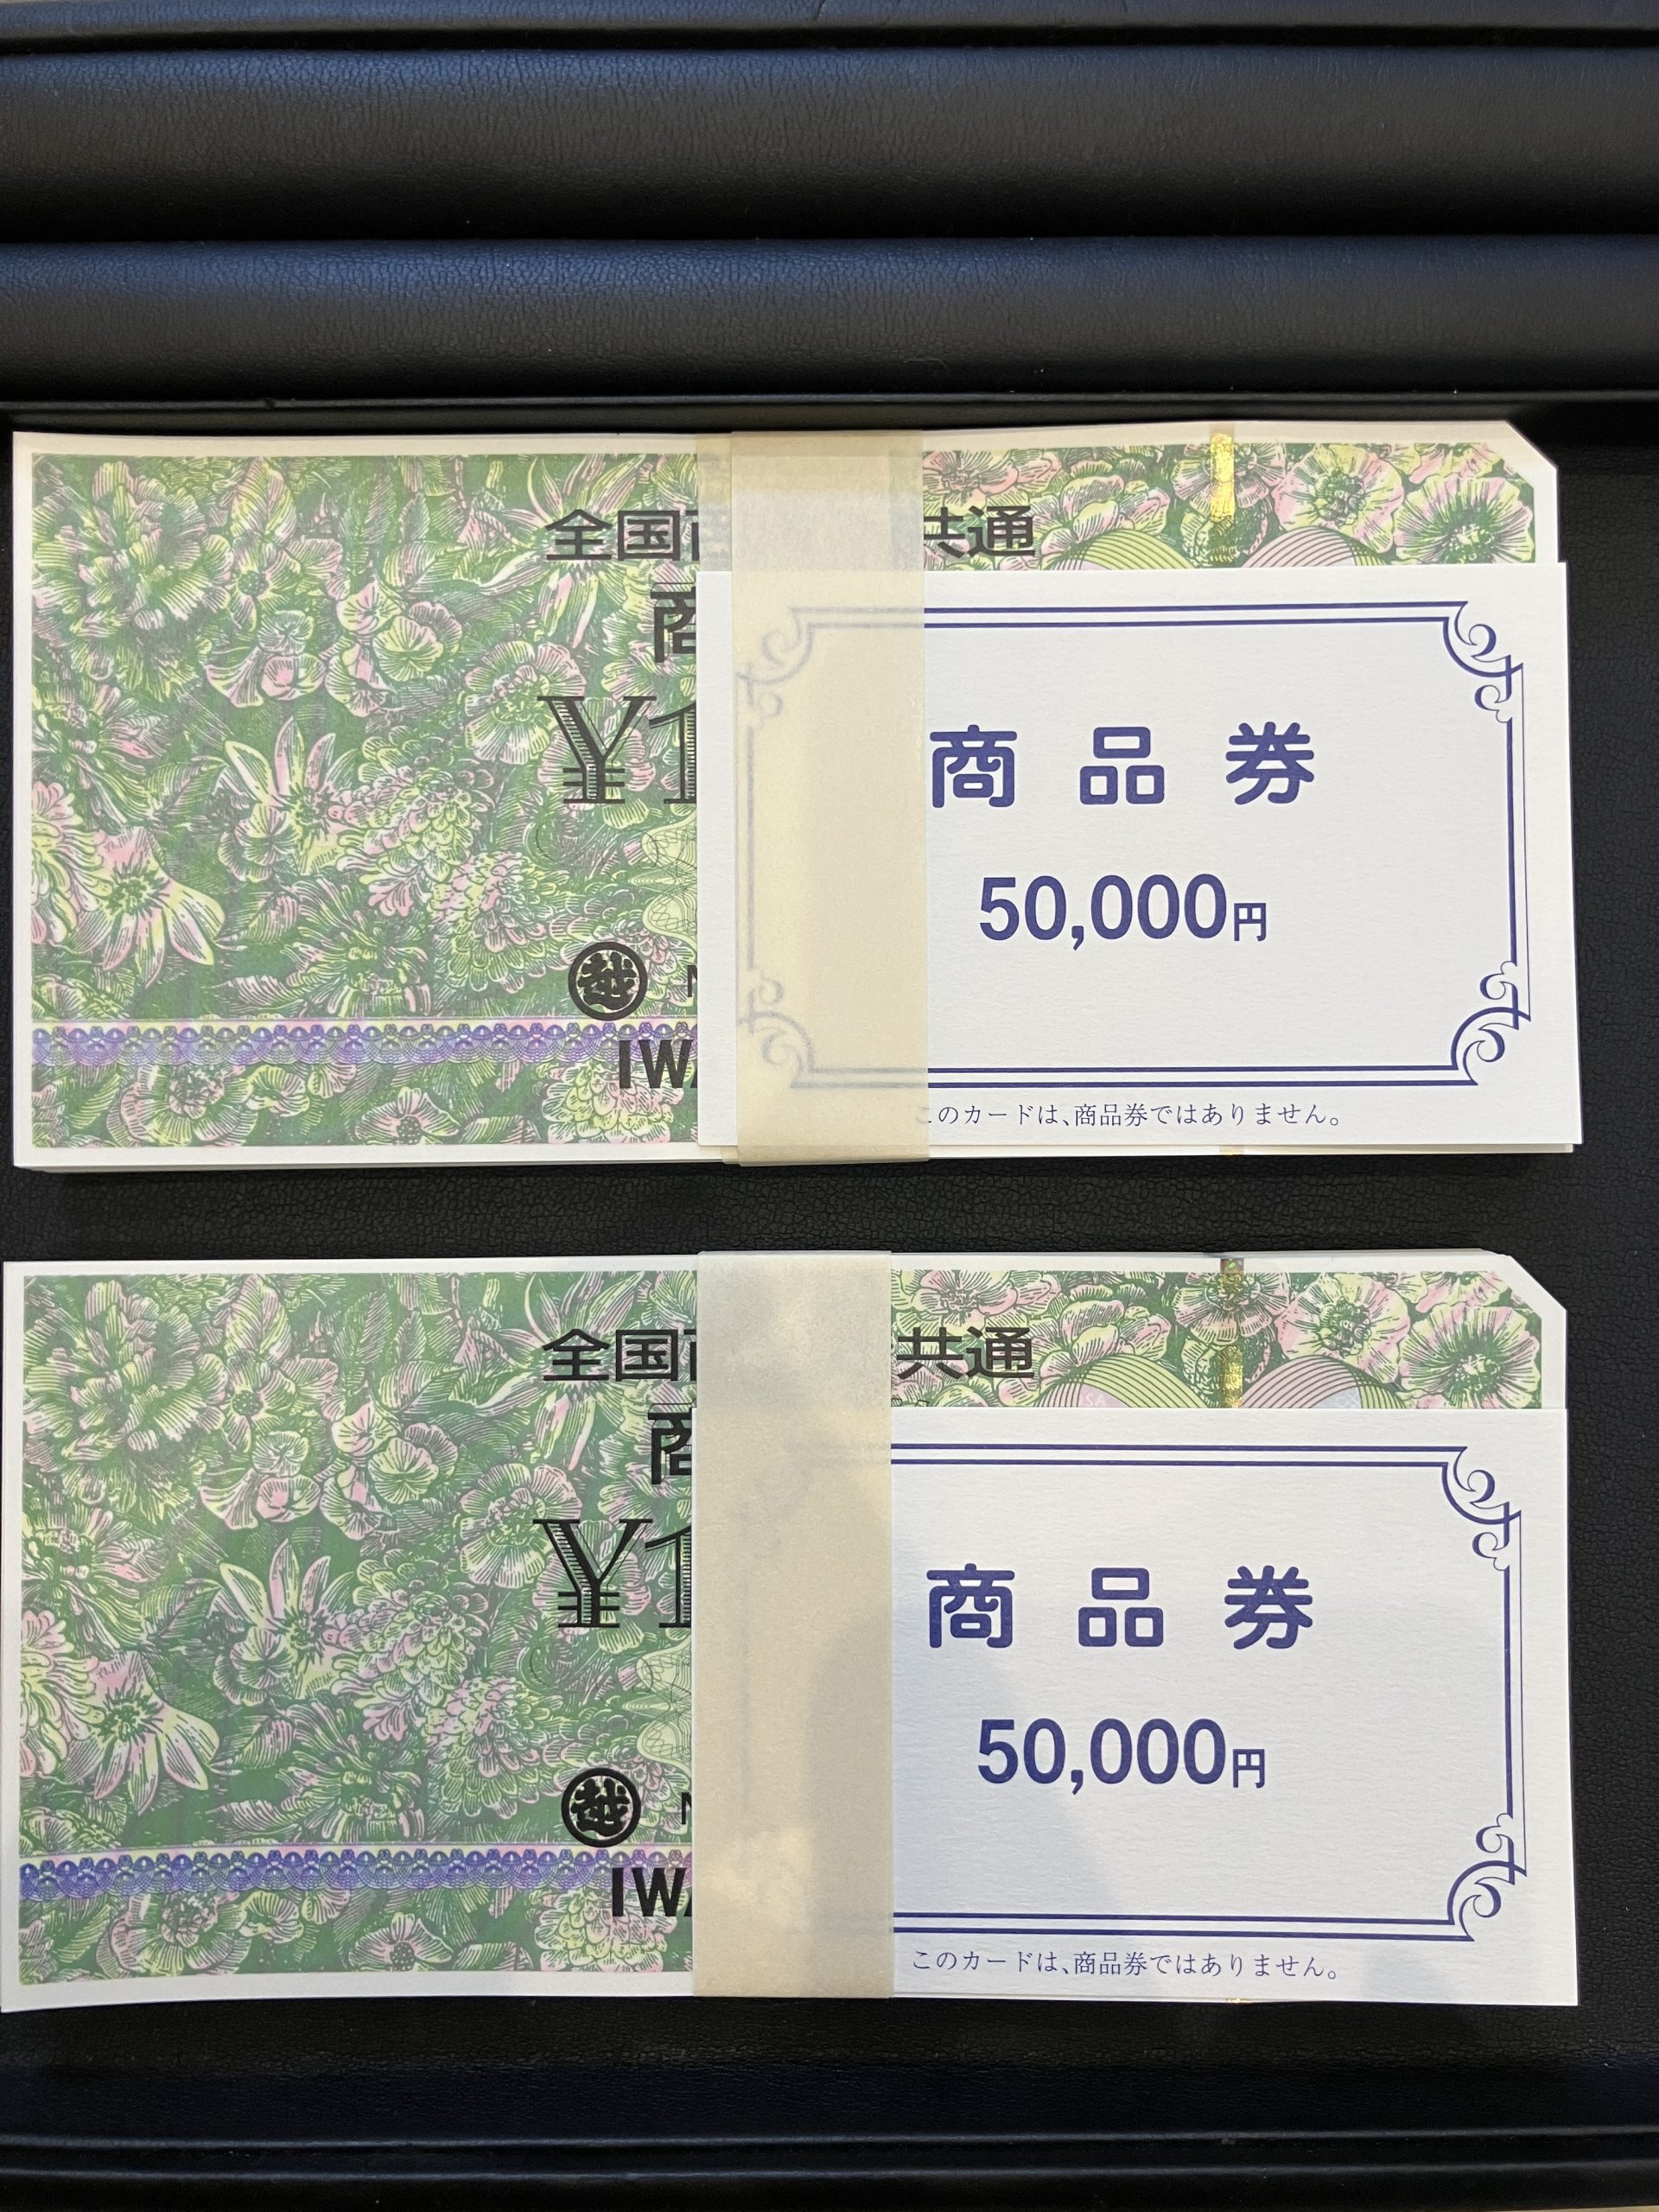 全国 共通
商
¥1
越 N
IWA
商品券
50,000円
このカードは、商品券ではありません。
全国 共通
商
¥1
越 N
IWA
商品券
50,000円
このカードは、商品券ではありません。